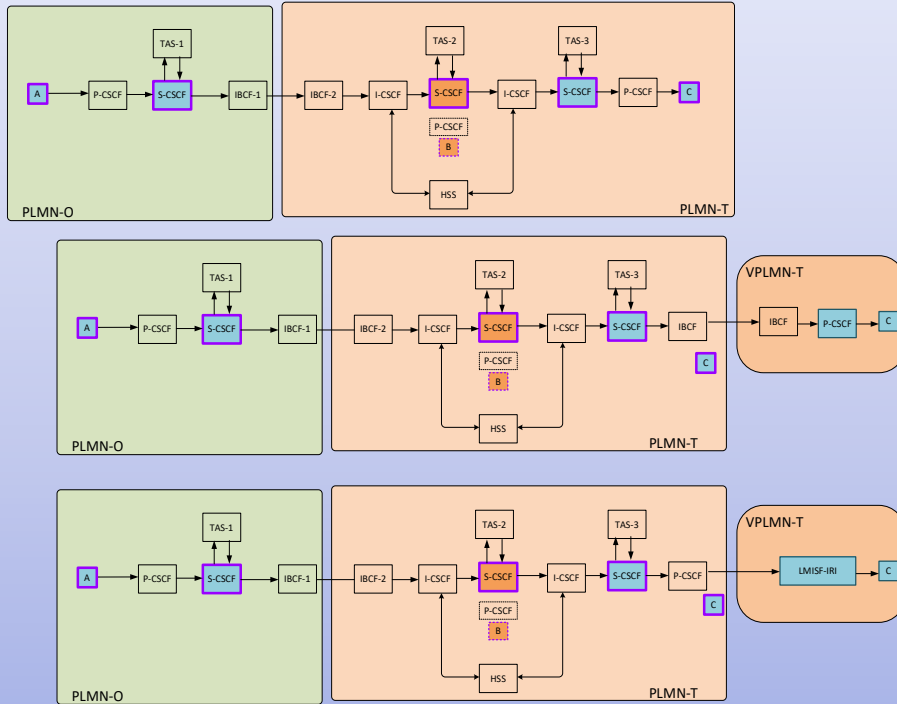 TAS-1
TAS-2
TAS-3
A
P-CSCF
S-CSCF
IBCF-1
IBCF-2
I-CSCF
S-CSCF
I-CSCF
S-CSCF
P-CSCF
C
P-CSCF
B
HSS
PLMN-O
PLMN-T
TAS-1
TAS-2
TAS-3
VPLMN-T
A
P-CSCF
S-CSCF
IBCF-1
IBCF-2
I-CSCF
S-CSCF
I-CSCF
S-CSCF
IBCF
IBCF
P-CSCF
C
P-CSCF
C
B
HSS
PLMN-O
PLMN-T
TAS-1
TAS-2
TAS-3
VPLMN-T
A
P-CSCF
S-CSCF
IBCF-1
IBCF-2
I-CSCF
S-CSCF
I-CSCF
S-CSCF
P-CSCF
LMISF-IRI
C
P-CSCF
C
B
HSS
PLMN-O
PLMN-T